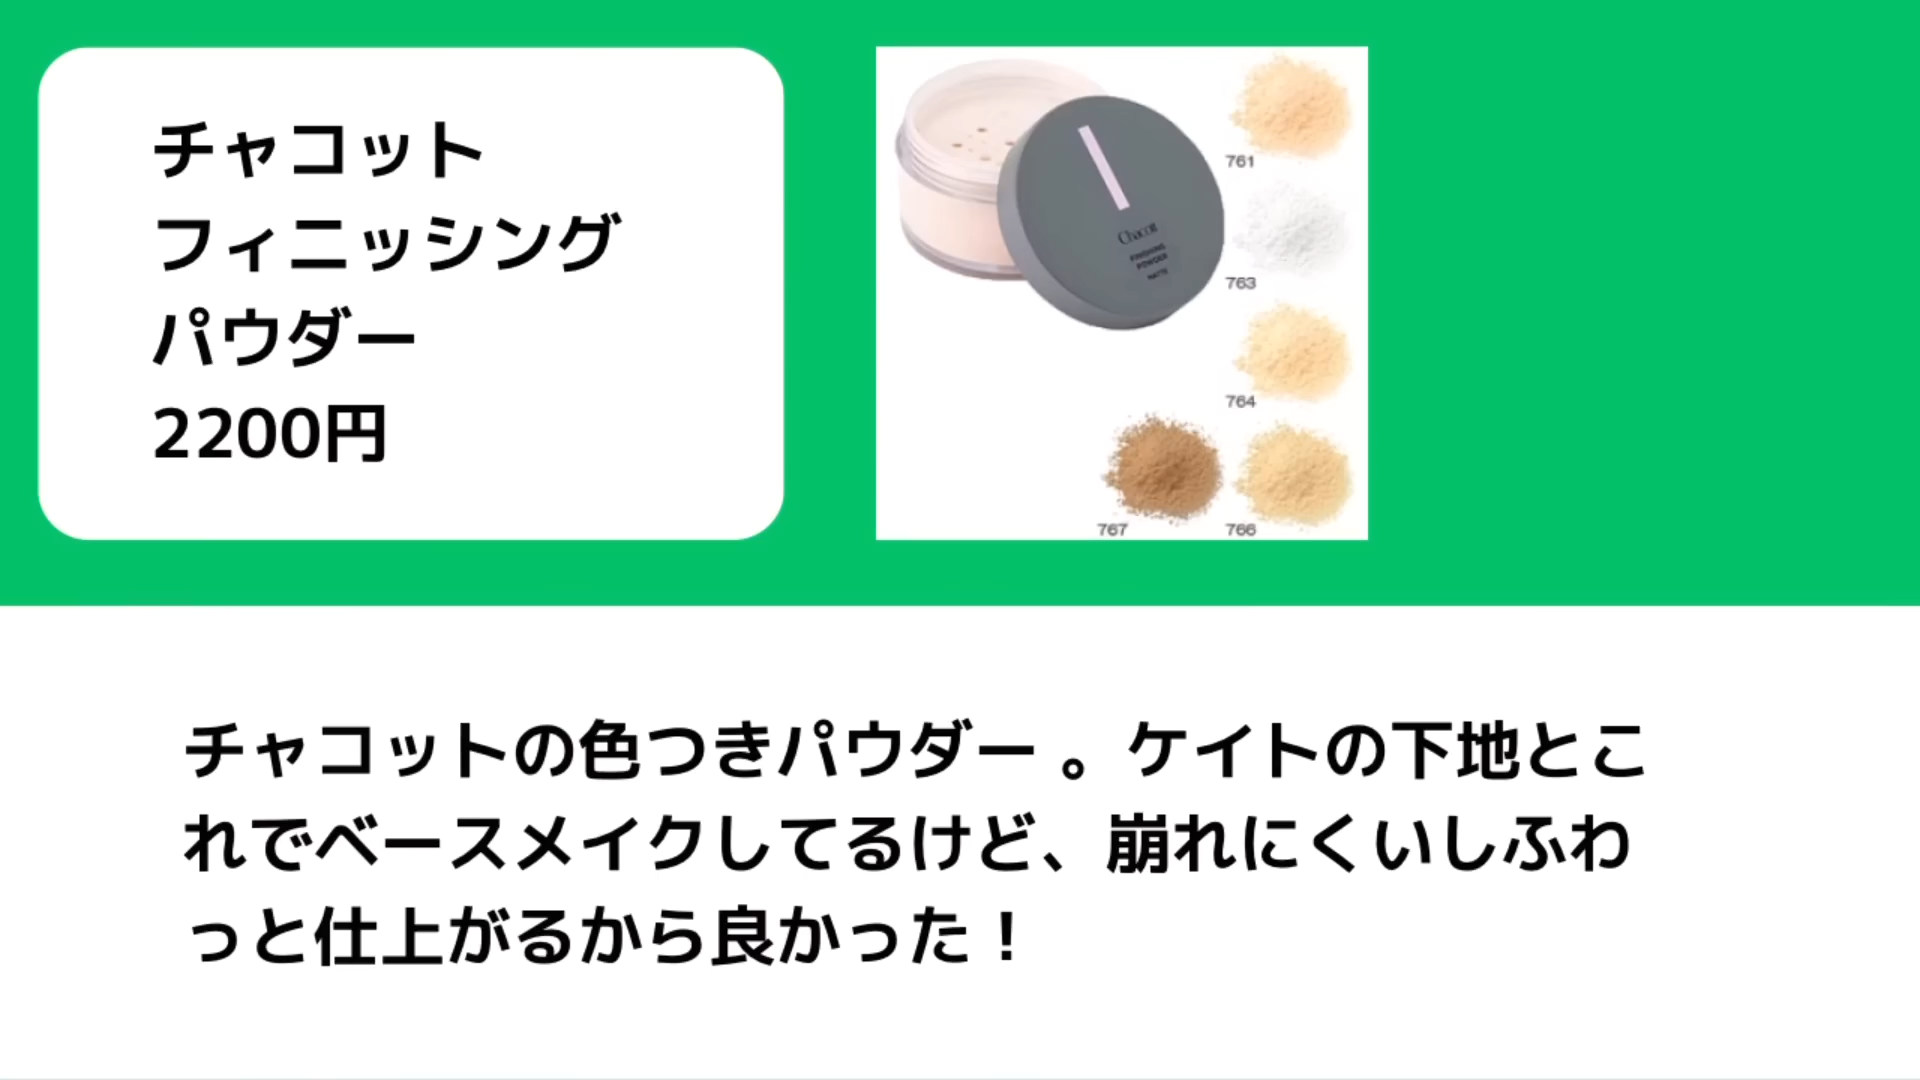 チャコット
フィニッシング
パウダー
2200円
Chacott
FINISHING
POWDER
MATTE
761
763
764
767
766
チャコットの色つきパウダー 。ケイトの下地とこ
れでベースメイクしてるけど、崩れにくいしふわ
っと仕上がるから良かった！